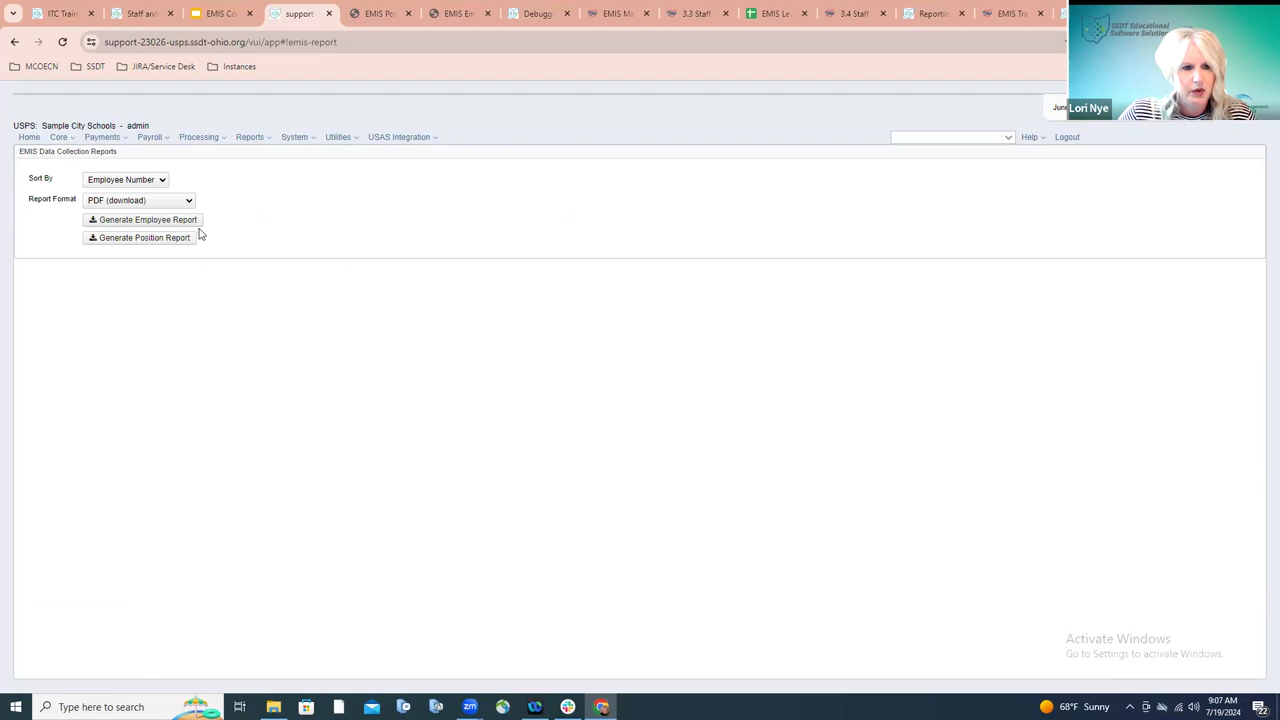 ITC Trainin
Staff and
EMIS Co
support-
EMIS Po
EMIS Em
Debugg
EMIS M
3.3 Staff
EMIS Le
3.4 Staff
Reportin
EMIS Tra
support-23026-usps.ssdt-ohio.org/vui/app#!emis-report
MCOECN
SSDT
JIRA/Service Desk
Instances
SSDT Educational
Software Solutions
Lori Nye
June
USPS: Sample City Schools - admin
Home Core Payments Payroll Processing Reports System Utilities USAS Integration Help Logout
EMIS Data Collection Reports
Sort By Employee Number
Report Format PDF (download)
Generate Employee Report
Generate Position Report
Activate Windows
Go to Settings to activate Windows.
Type here to search
zm
68°F Sunny
9:07 AM
7/19/2024
22